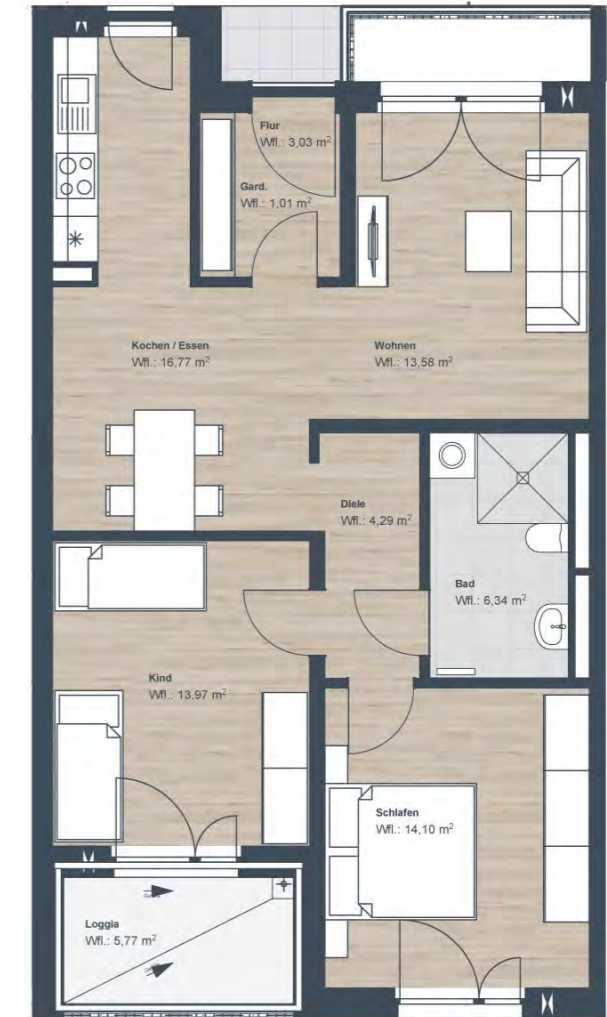 Flur
Wfl.: 3,03 m²
Gard.
Wfl.: 1,01 m²
Kochen / Essen
Wfl.: 16,77 m²
Wohnen
Wfl.: 13,58 m²
Diele
Wfl.: 4,29 m²
Bad
Wfl.: 6,34 m²
Kind
Wfl.: 13,97 m²
Schlafen
Wfl.: 14,10 m²
Loggia
Wfl.: 5,77 m²